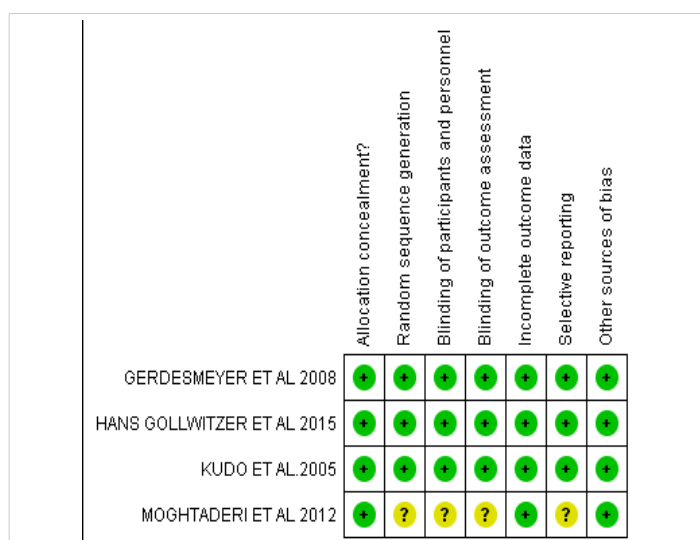 Allocation concealment?
Random sequence generation
Blinding of participants and personnel
Blinding of outcome assessment
Incomplete outcome data
Selective reporting
Other sources of bias
GERDESMEYER ET AL 2008 + + + + + + +
HANS GOLLWITZER ET AL 2015 + + + + + + +
KUDO ET AL.2005 + + + + + + +
MOGHTADERI ET AL 2012 + ? ? ? + ? +